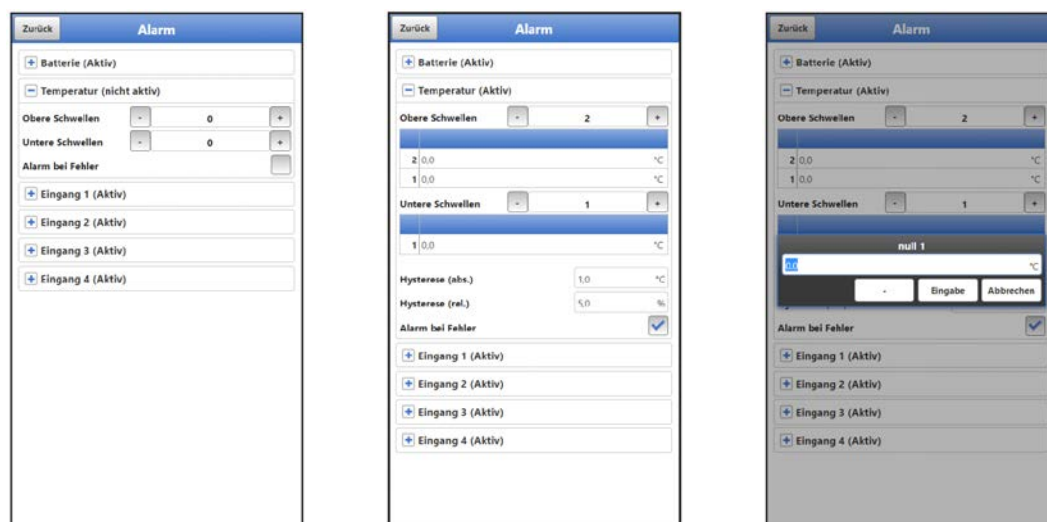 Zurück Alarm
Batterie (Aktiv)
Temperatur (nicht aktiv)
Obere Schwellen - 0 +
Untere Schwellen - 0 +
Alarm bei Fehler
Eingang 1 (Aktiv)
Eingang 2 (Aktiv)
Eingang 3 (Aktiv)
Eingang 4 (Aktiv)
Zurück Alarm
Batterie (Aktiv)
Temperatur (Aktiv)
Obere Schwellen - 2 +
2 0,0 °C
1 0,0 °C
Untere Schwellen - 1 +
1 0,0 °C
Hysterese (abs.) 1,0 °C
Hysterese (rel.) 5,0 %
Alarm bei Fehler
Eingang 1 (Aktiv)
Eingang 2 (Aktiv)
Eingang 3 (Aktiv)
Eingang 4 (Aktiv)
Zurück Alarm
Batterie (Aktiv)
Temperatur (Aktiv)
Obere Schwellen - 2 +
2 0,0 °C
1 0,0 °C
Untere Schwellen - 1 +
null 1
0,0 °C
- Eingabe Abbrechen
Alarm bei Fehler
Eingang 1 (Aktiv)
Eingang 2 (Aktiv)
Eingang 3 (Aktiv)
Eingang 4 (Aktiv)